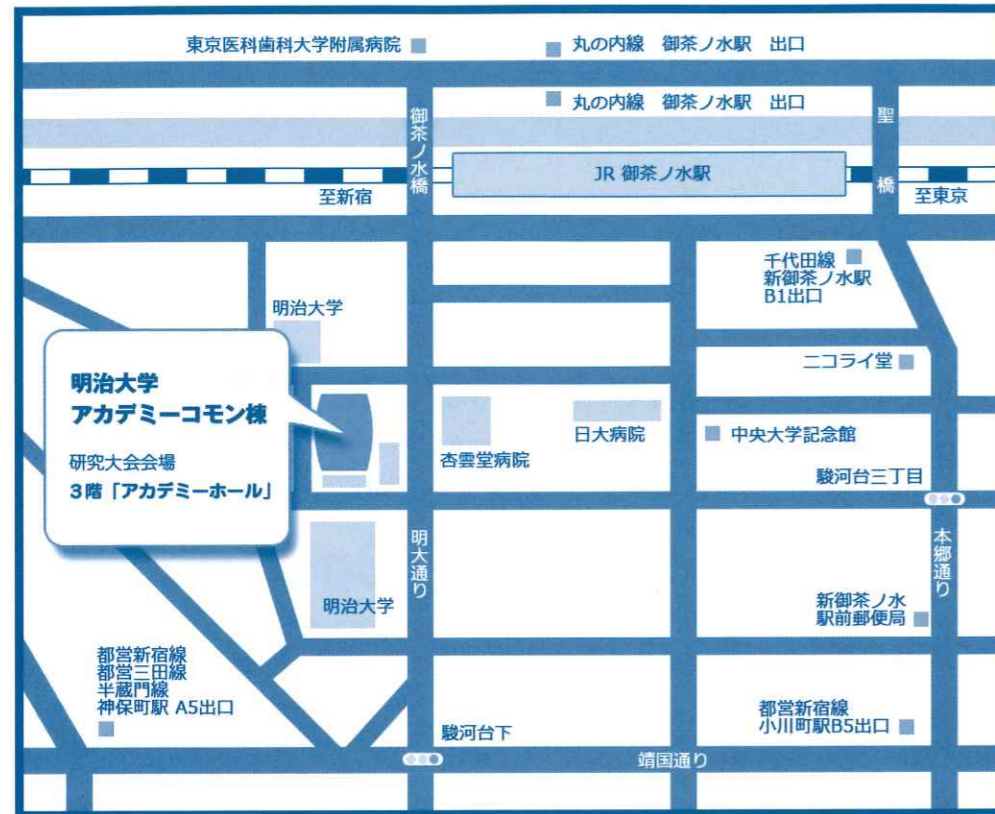 東京医科歯科大学附属病院
丸の内線　御茶ノ水駅　出口
丸の内線　御茶ノ水駅　出口
御茶ノ水橋
聖橋
JR 御茶ノ水駅
至新宿
至東京
千代田線
新御茶ノ水駅
B1出口
明治大学
ニコライ堂
明治大学
アカデミーコモン棟
研究大会会場
3階「アカデミーホール」
杏雲堂病院
日大病院
中央大学記念館
駿河台三丁目
明大通り
本郷通り
明治大学
新御茶ノ水
駅前郵便局
都営新宿線
都営三田線
半蔵門線
神保町駅 A5出口
駿河台下
都営新宿線
小川町駅B5出口
靖国通り